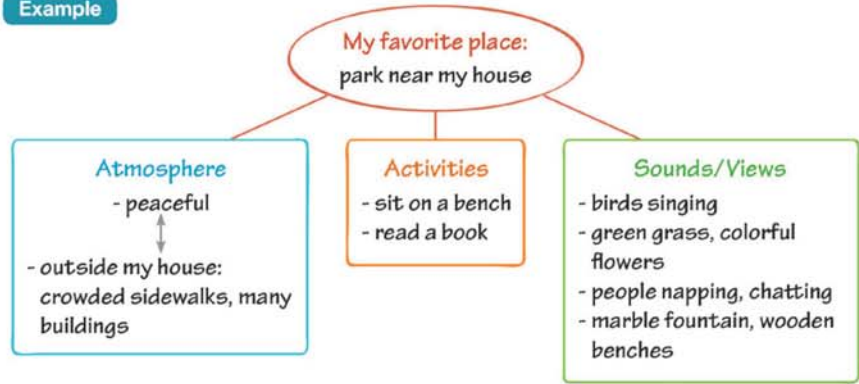 Example
My favorite place:
park near my house
Atmosphere
- peaceful
- outside my house:
crowded sidewalks, many
buildings
Activities
- sit on a bench
- read a book
Sounds/Views
- birds singing
- green grass, colorful
flowers
- people napping, chatting
- marble fountain, wooden
benches